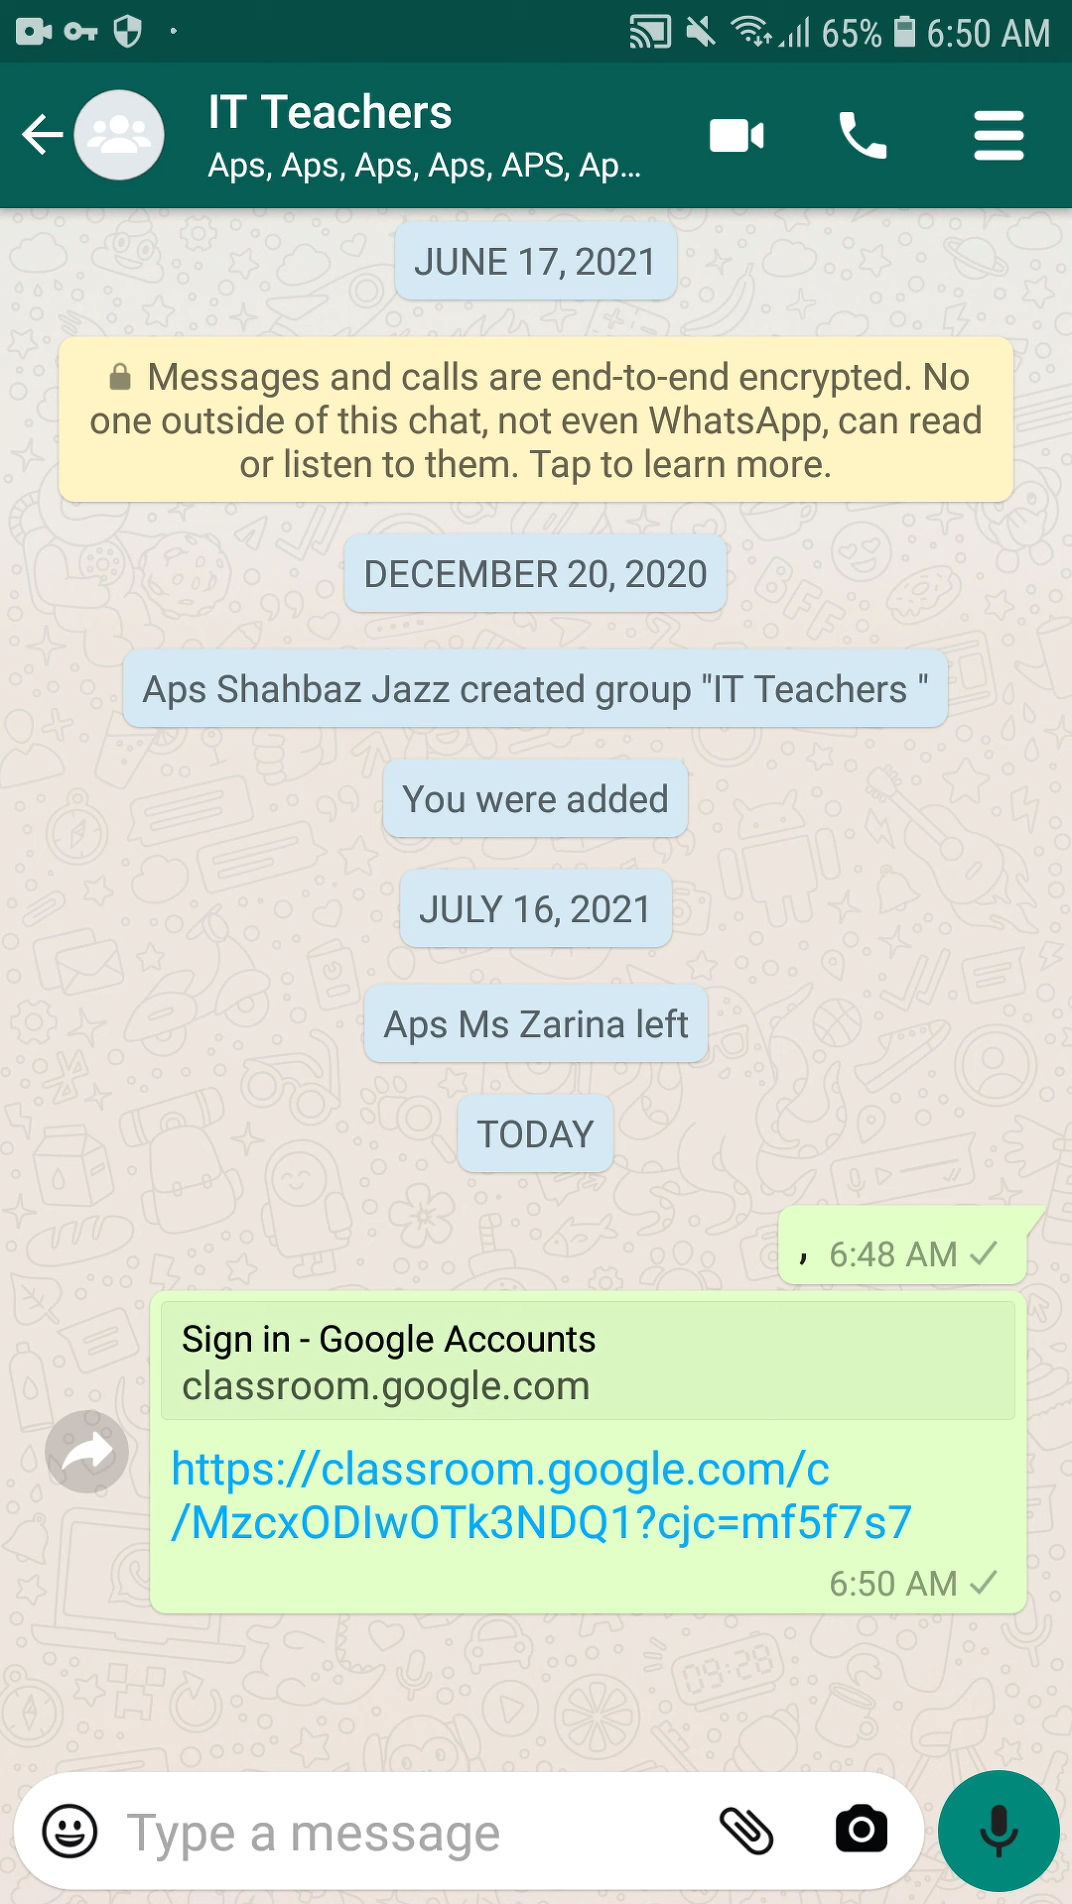 65% 6:50 AM
IT Teachers
Aps, Aps, Aps, Aps, APS, Ap...
JUNE 17, 2021
Messages and calls are end-to-end encrypted. No
one outside of this chat, not even WhatsApp, can read
or listen to them. Tap to learn more.
DECEMBER 20, 2020
Aps Shahbaz Jazz created group "IT Teachers "
You were added
JULY 16, 2021
Aps Ms Zarina left
TODAY
, 6:48 AM
Sign in - Google Accounts
classroom.google.com
https://classroom.google.com/c
/MzcxODIwOTk3NDQ1?cjc=mf5f7s7
6:50 AM
Type a message